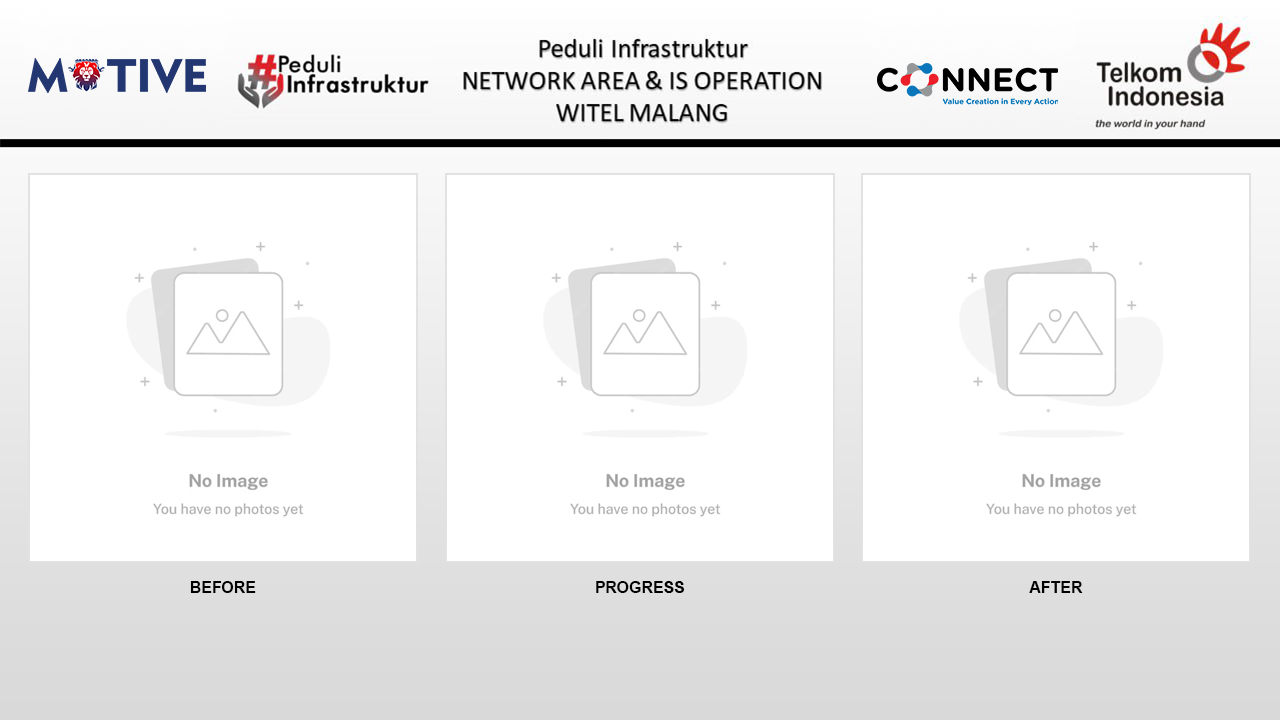 MOTIVE
#Peduli
Infrastruktur
Peduli Infrastruktur
NETWORK AREA & IS OPERATION
WITEL MALANG
CONNECT
Value Creation in Every Action
Telkom
Indonesia
the world in your hand
No Image
You have no photos yet
BEFORE
No Image
You have no photos yet
PROGRESS
No Image
You have no photos yet
AFTER